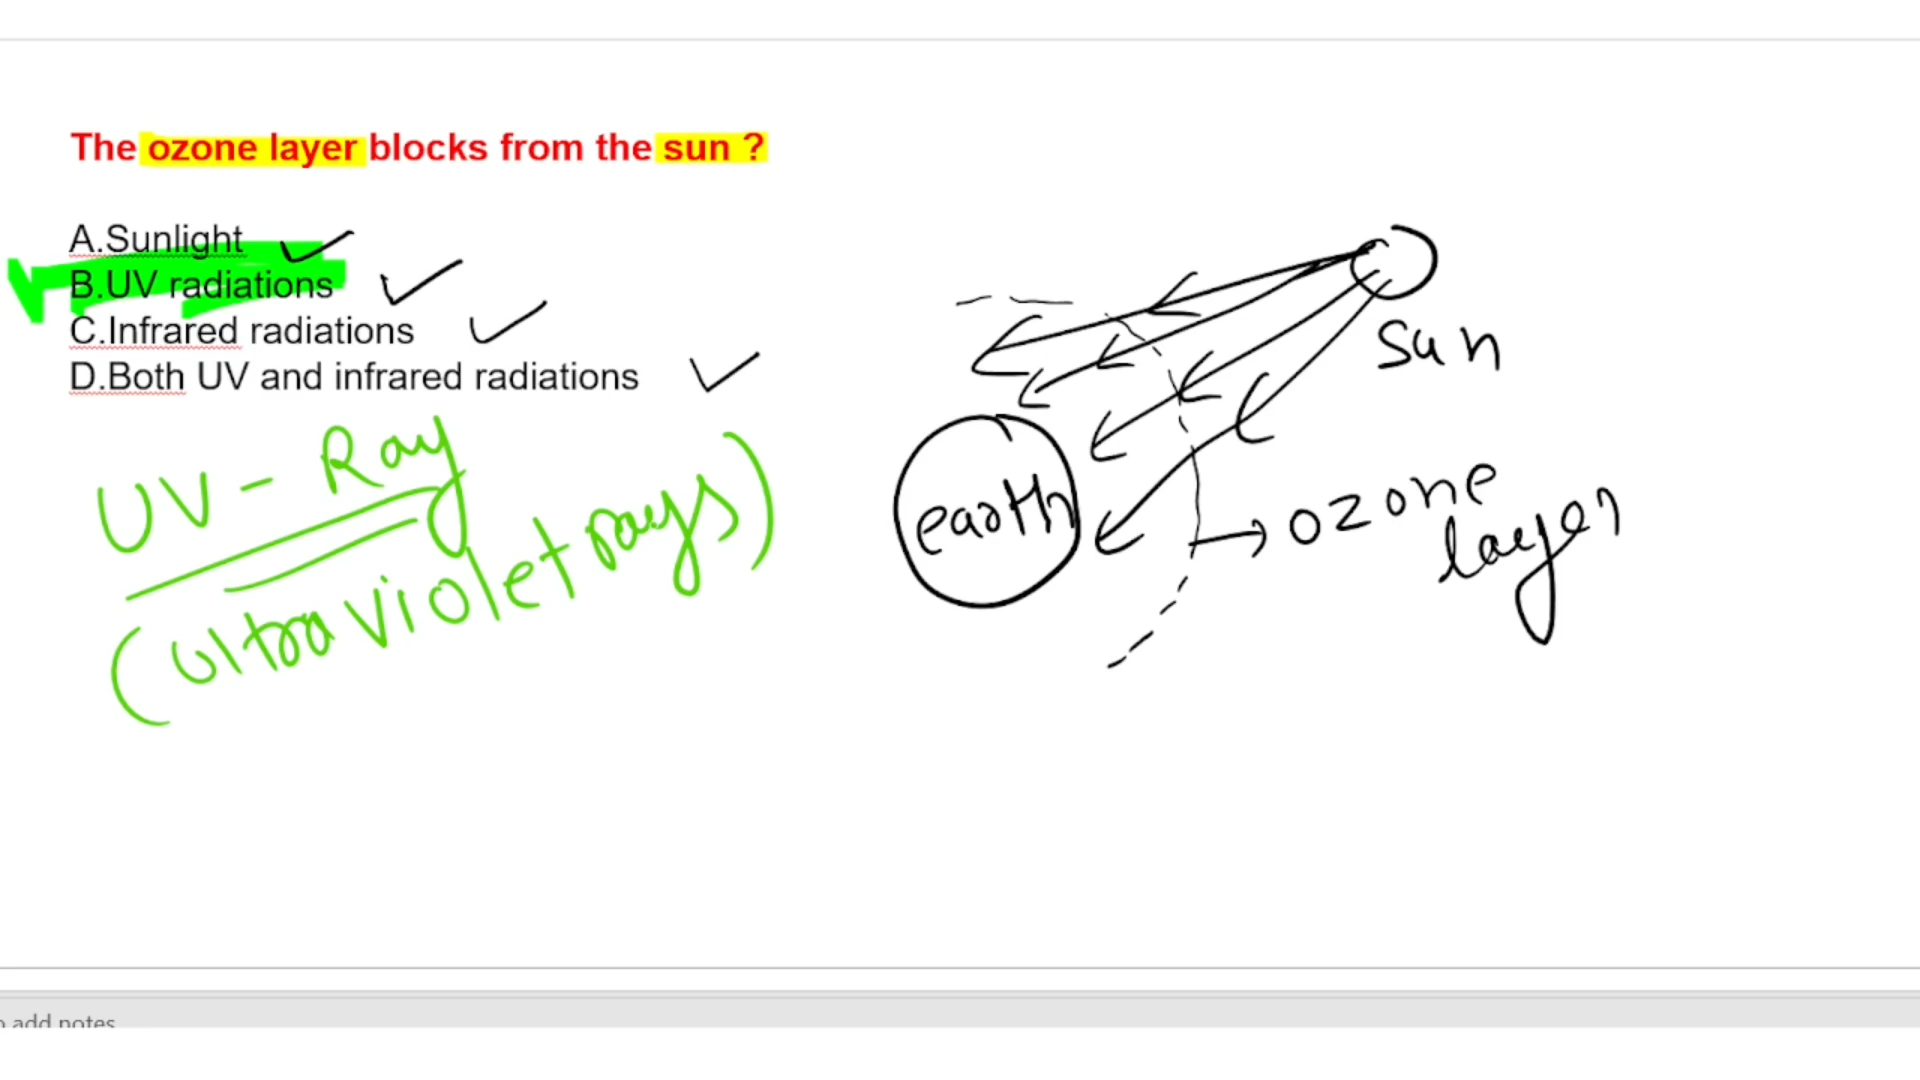 The ozone layer blocks from the sun ?
A.Sunlight
B.UV radiations
C.Infrared radiations
D.Both UV and infrared radiations
UV - Ray
(Ultraviolet rays)
sun
earth
ozone
layer
add notes